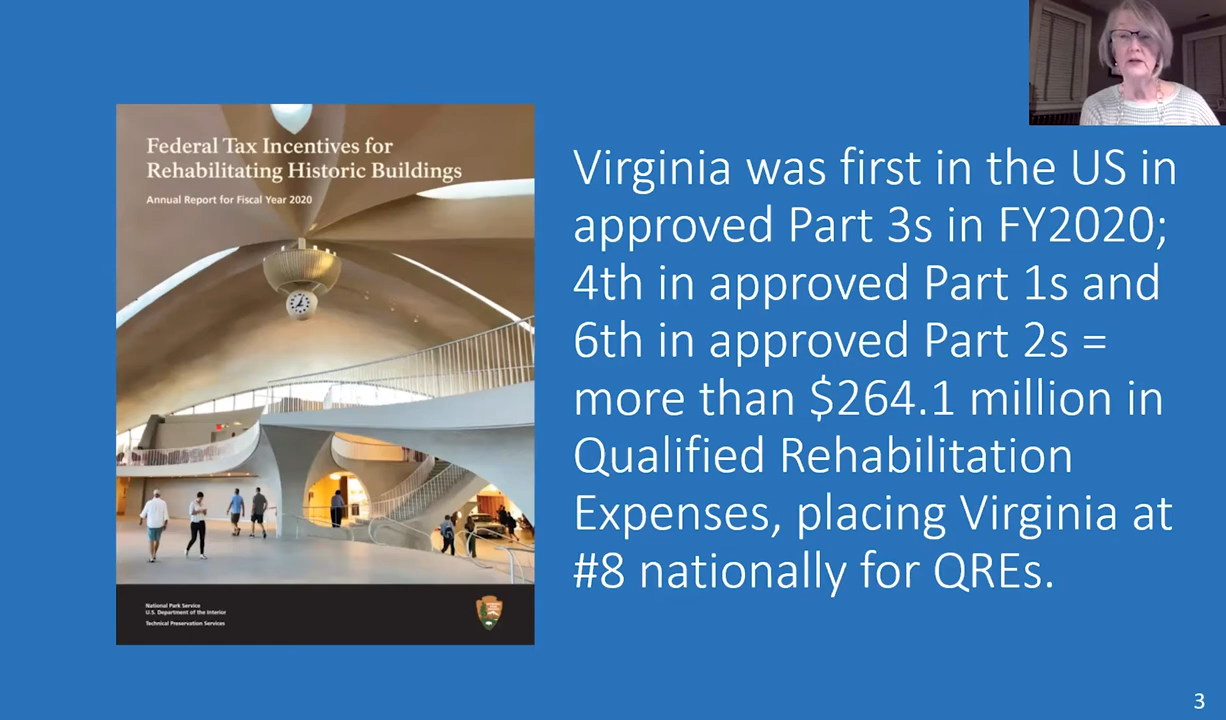 Federal Tax Incentives for
Rehabilitating Historic Buildings
Annual Report for Fiscal Year 2020
National Park Service
U.S. Department of the Interior
Technical Preservation Services
Virginia was first in the US in
approved Part 3s in FY2020;
4th in approved Part 1s and
6th in approved Part 2s =
more than $264.1 million in
Qualified Rehabilitation
Expenses, placing Virginia at
#8 nationally for QREs.
3